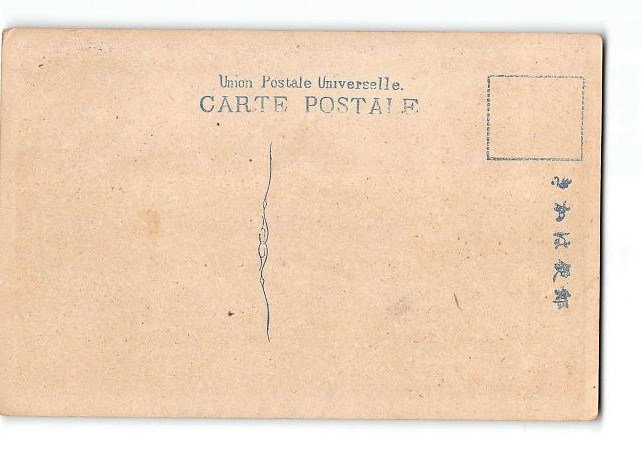 Union Postale Universelle.
CARTE POSTALE
郵便はかき